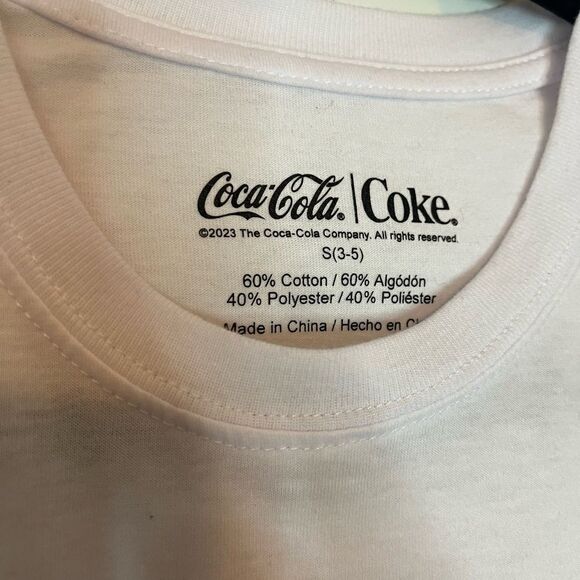 Coca-Cola® | Coke®
©2023 The Coca-Cola Company. All rights reserved.
S(3-5)
60% Cotton / 60% Algódón
40% Polyester / 40% Poliéster
Made in China / Hecho en